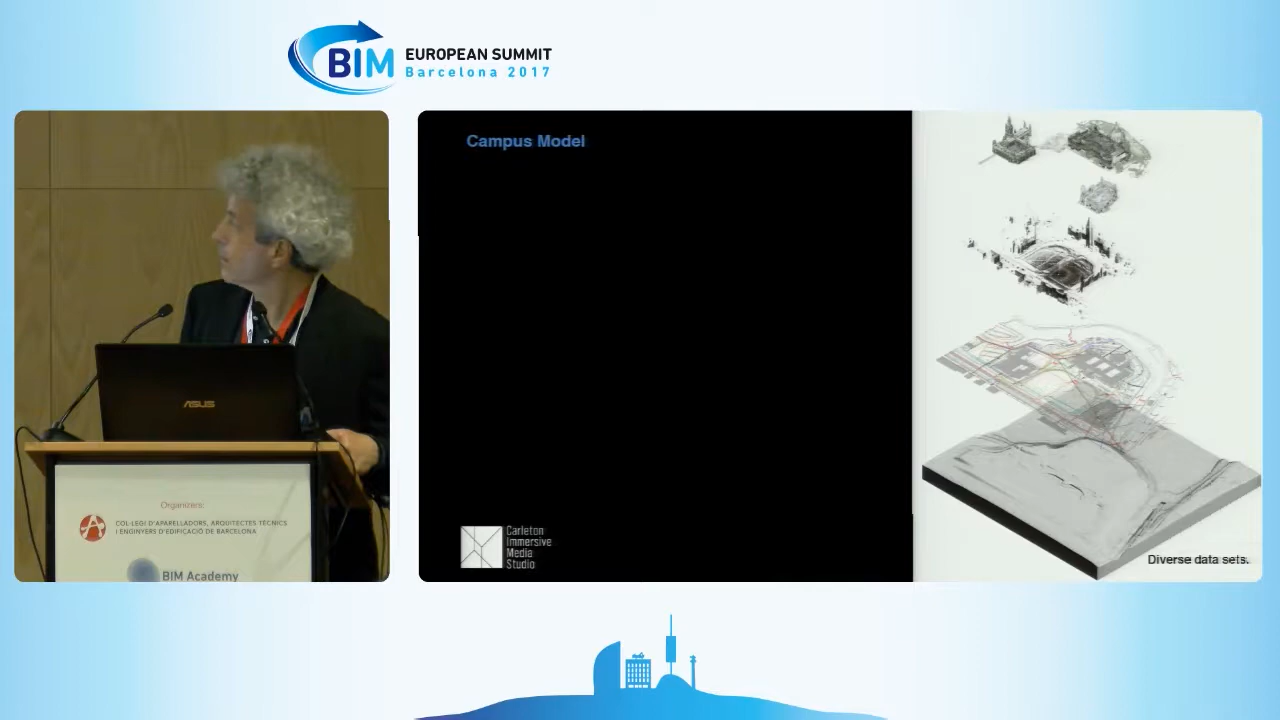 BIM EUROPEAN SUMMIT
Barcelona 2017
Campus Model
ASUS
Organizers:
COL·LEGI D'APARELLADORS, ARQUITECTES TÈCNICS
I ENGINYERS D'EDIFICACIÓ DE BARCELONA
BIM Academy
Carleton
Immersive
Media
Studio
Diverse data sets.